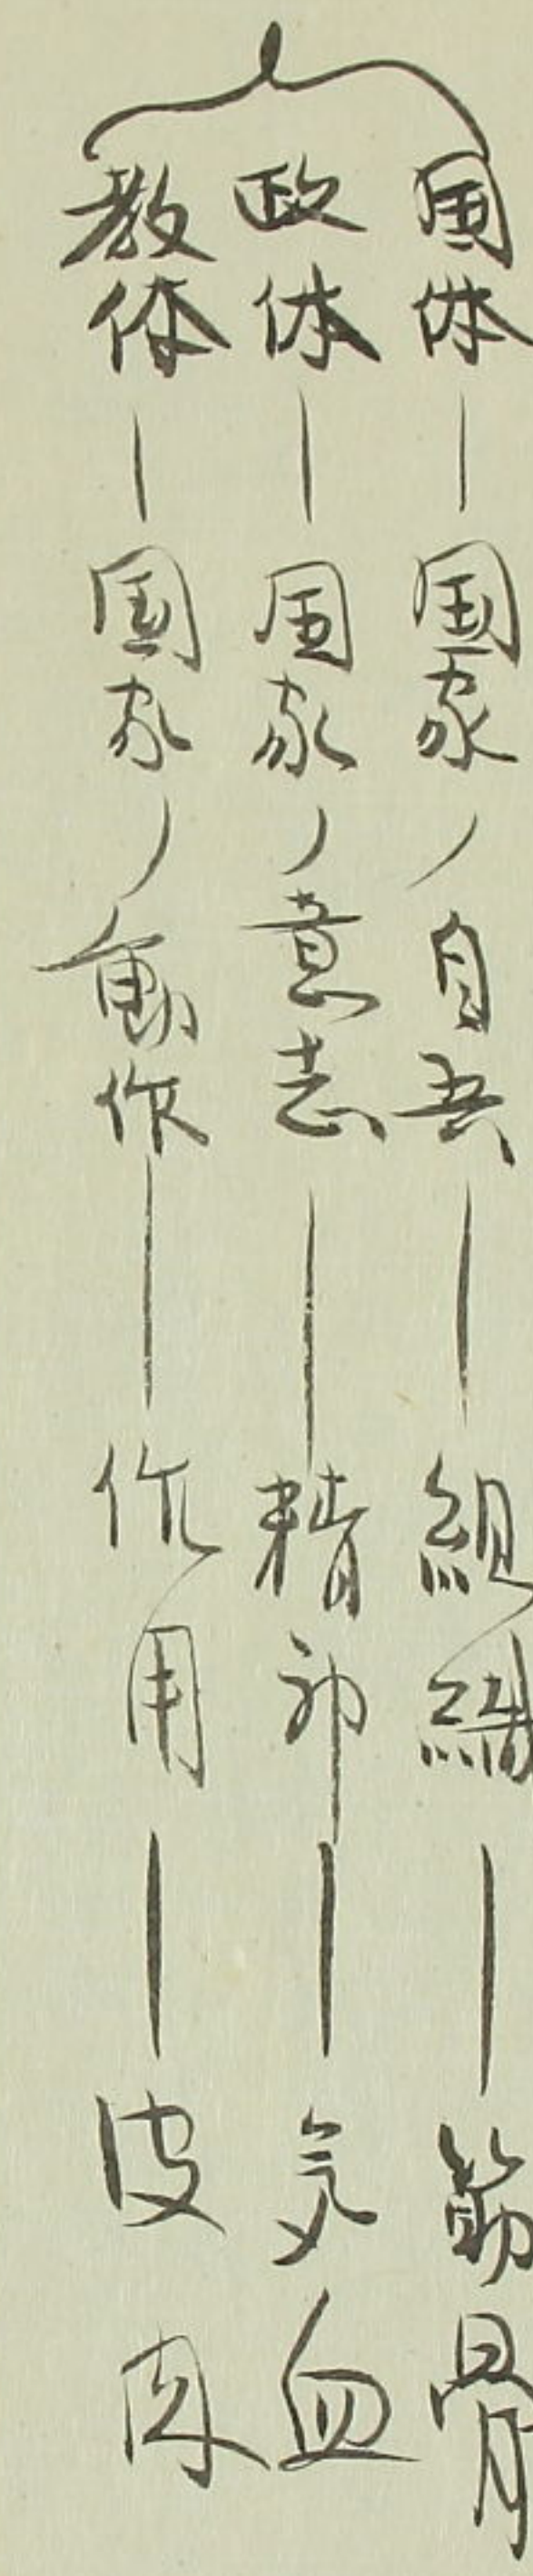 国体―国家ノ自具―組織―筋骨
政体―国家ノ意志―精神―気血
教体―国家ノ動作―作用―皮肉